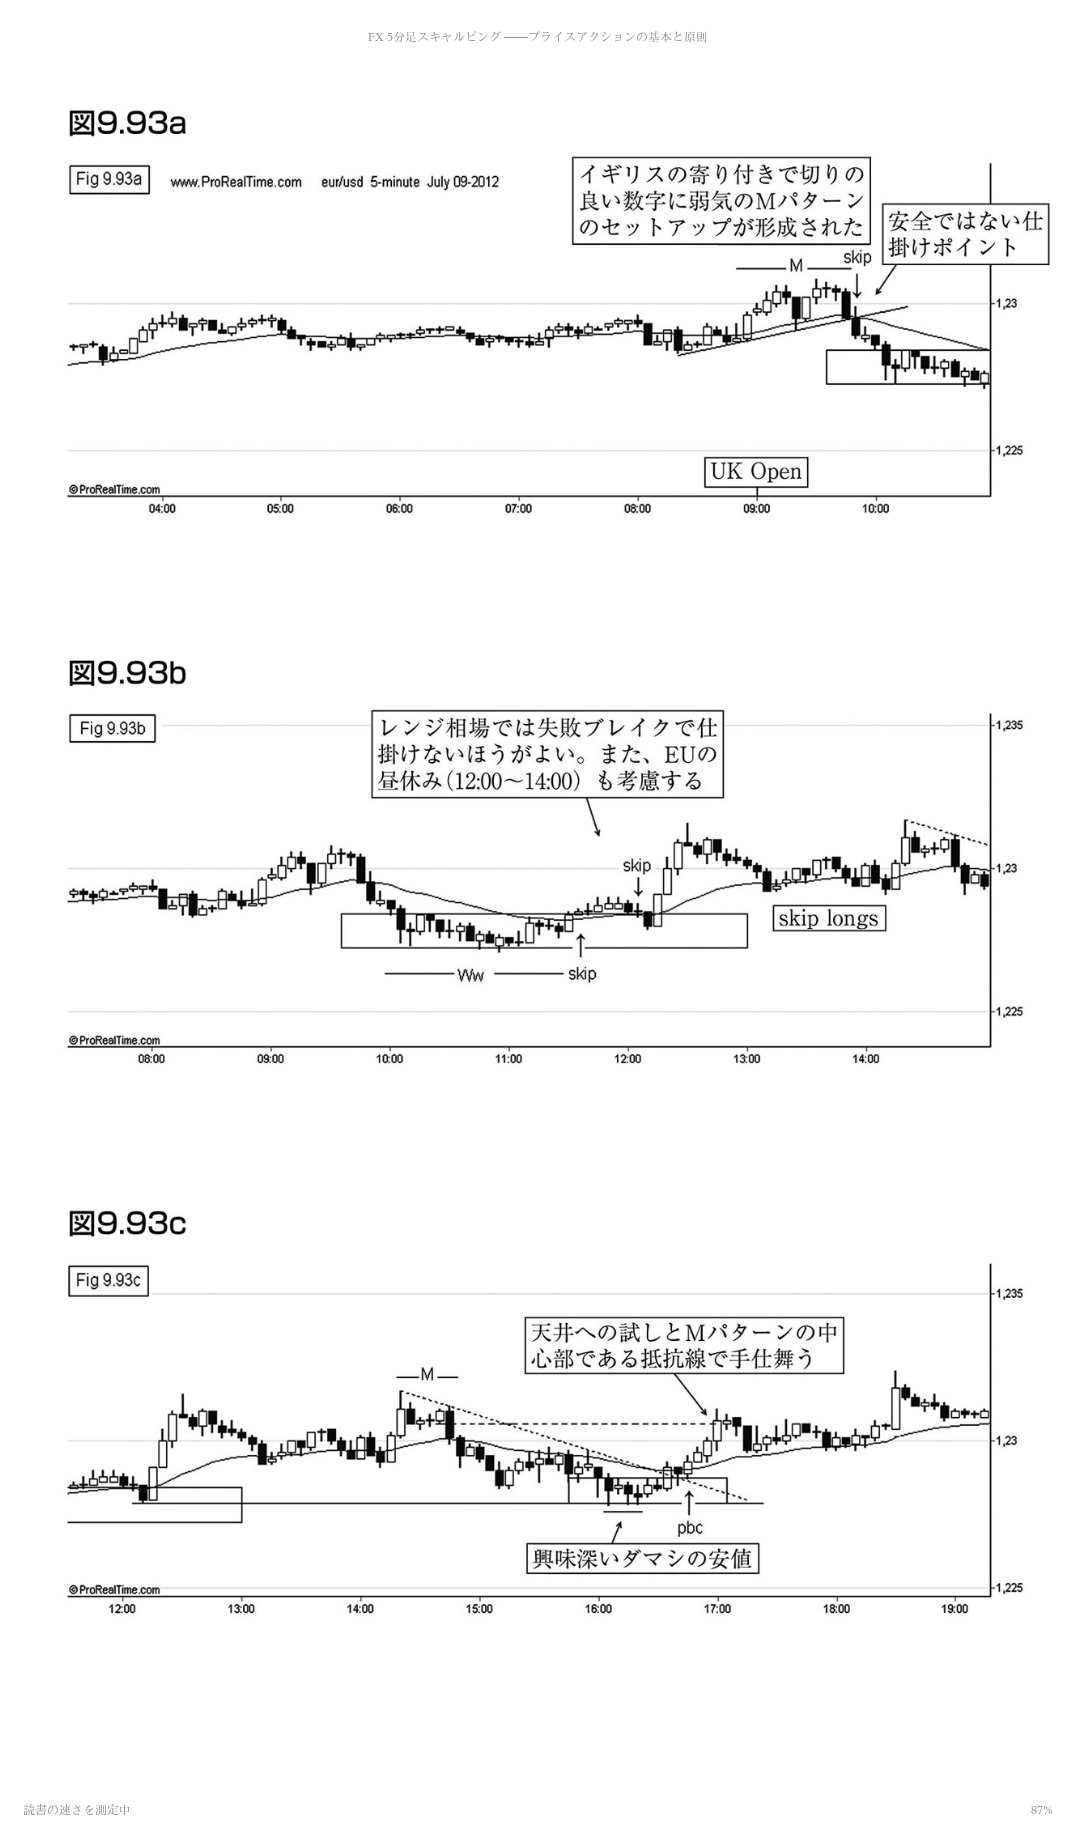 FX 5分足スキャルピング ──プライスアクションの基本と原則
図9.93a
Fig 9.93a
www.ProRealTime.com eur/usd 5-minute July 09-2012
イギリスの寄り付きで切りの
良い数字に弱気のMパターン
のセットアップが形成された
安全ではない仕
掛けポイント
M
skip
1,23
1,225
UK Open
©ProRealTime.com
04:00 05:00 06:00 07:00 08:00 09:00 10:00
図9.93b
Fig 9.93b
レンジ相場では失敗ブレイクで仕
掛けないほうがよい。また、EUの
昼休み(12:00〜14:00)も考慮する
1,235
skip
1,23
skip longs
Ww
skip
1,225
©ProRealTime.com
08:00 09:00 10:00 11:00 12:00 13:00 14:00
図9.93c
Fig 9.93c
1,235
天井への試しとMパターンの中
心部である抵抗線で手仕舞う
M
1,23
pbc
興味深いダマシの安値
1,225
©ProRealTime.com
12:00 13:00 14:00 15:00 16:00 17:00 18:00 19:00
読書の速さを測定中
87%